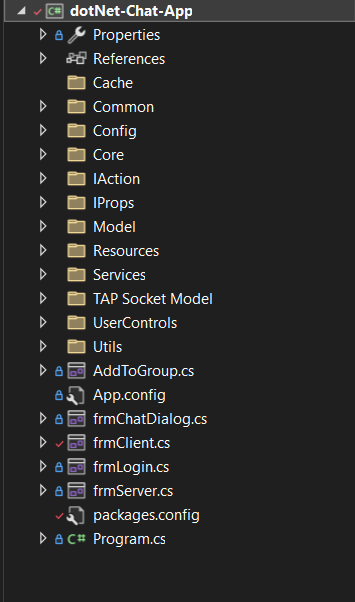 dotNet-Chat-App
Properties
References
Cache
Common
Config
Core
IAction
IProps
Model
Resources
Services
TAP Socket Model
UserControls
Utils
AddToGroup.cs
App.config
frmChatDialog.cs
frmClient.cs
frmLogin.cs
frmServer.cs
packages.config
C# Program.cs